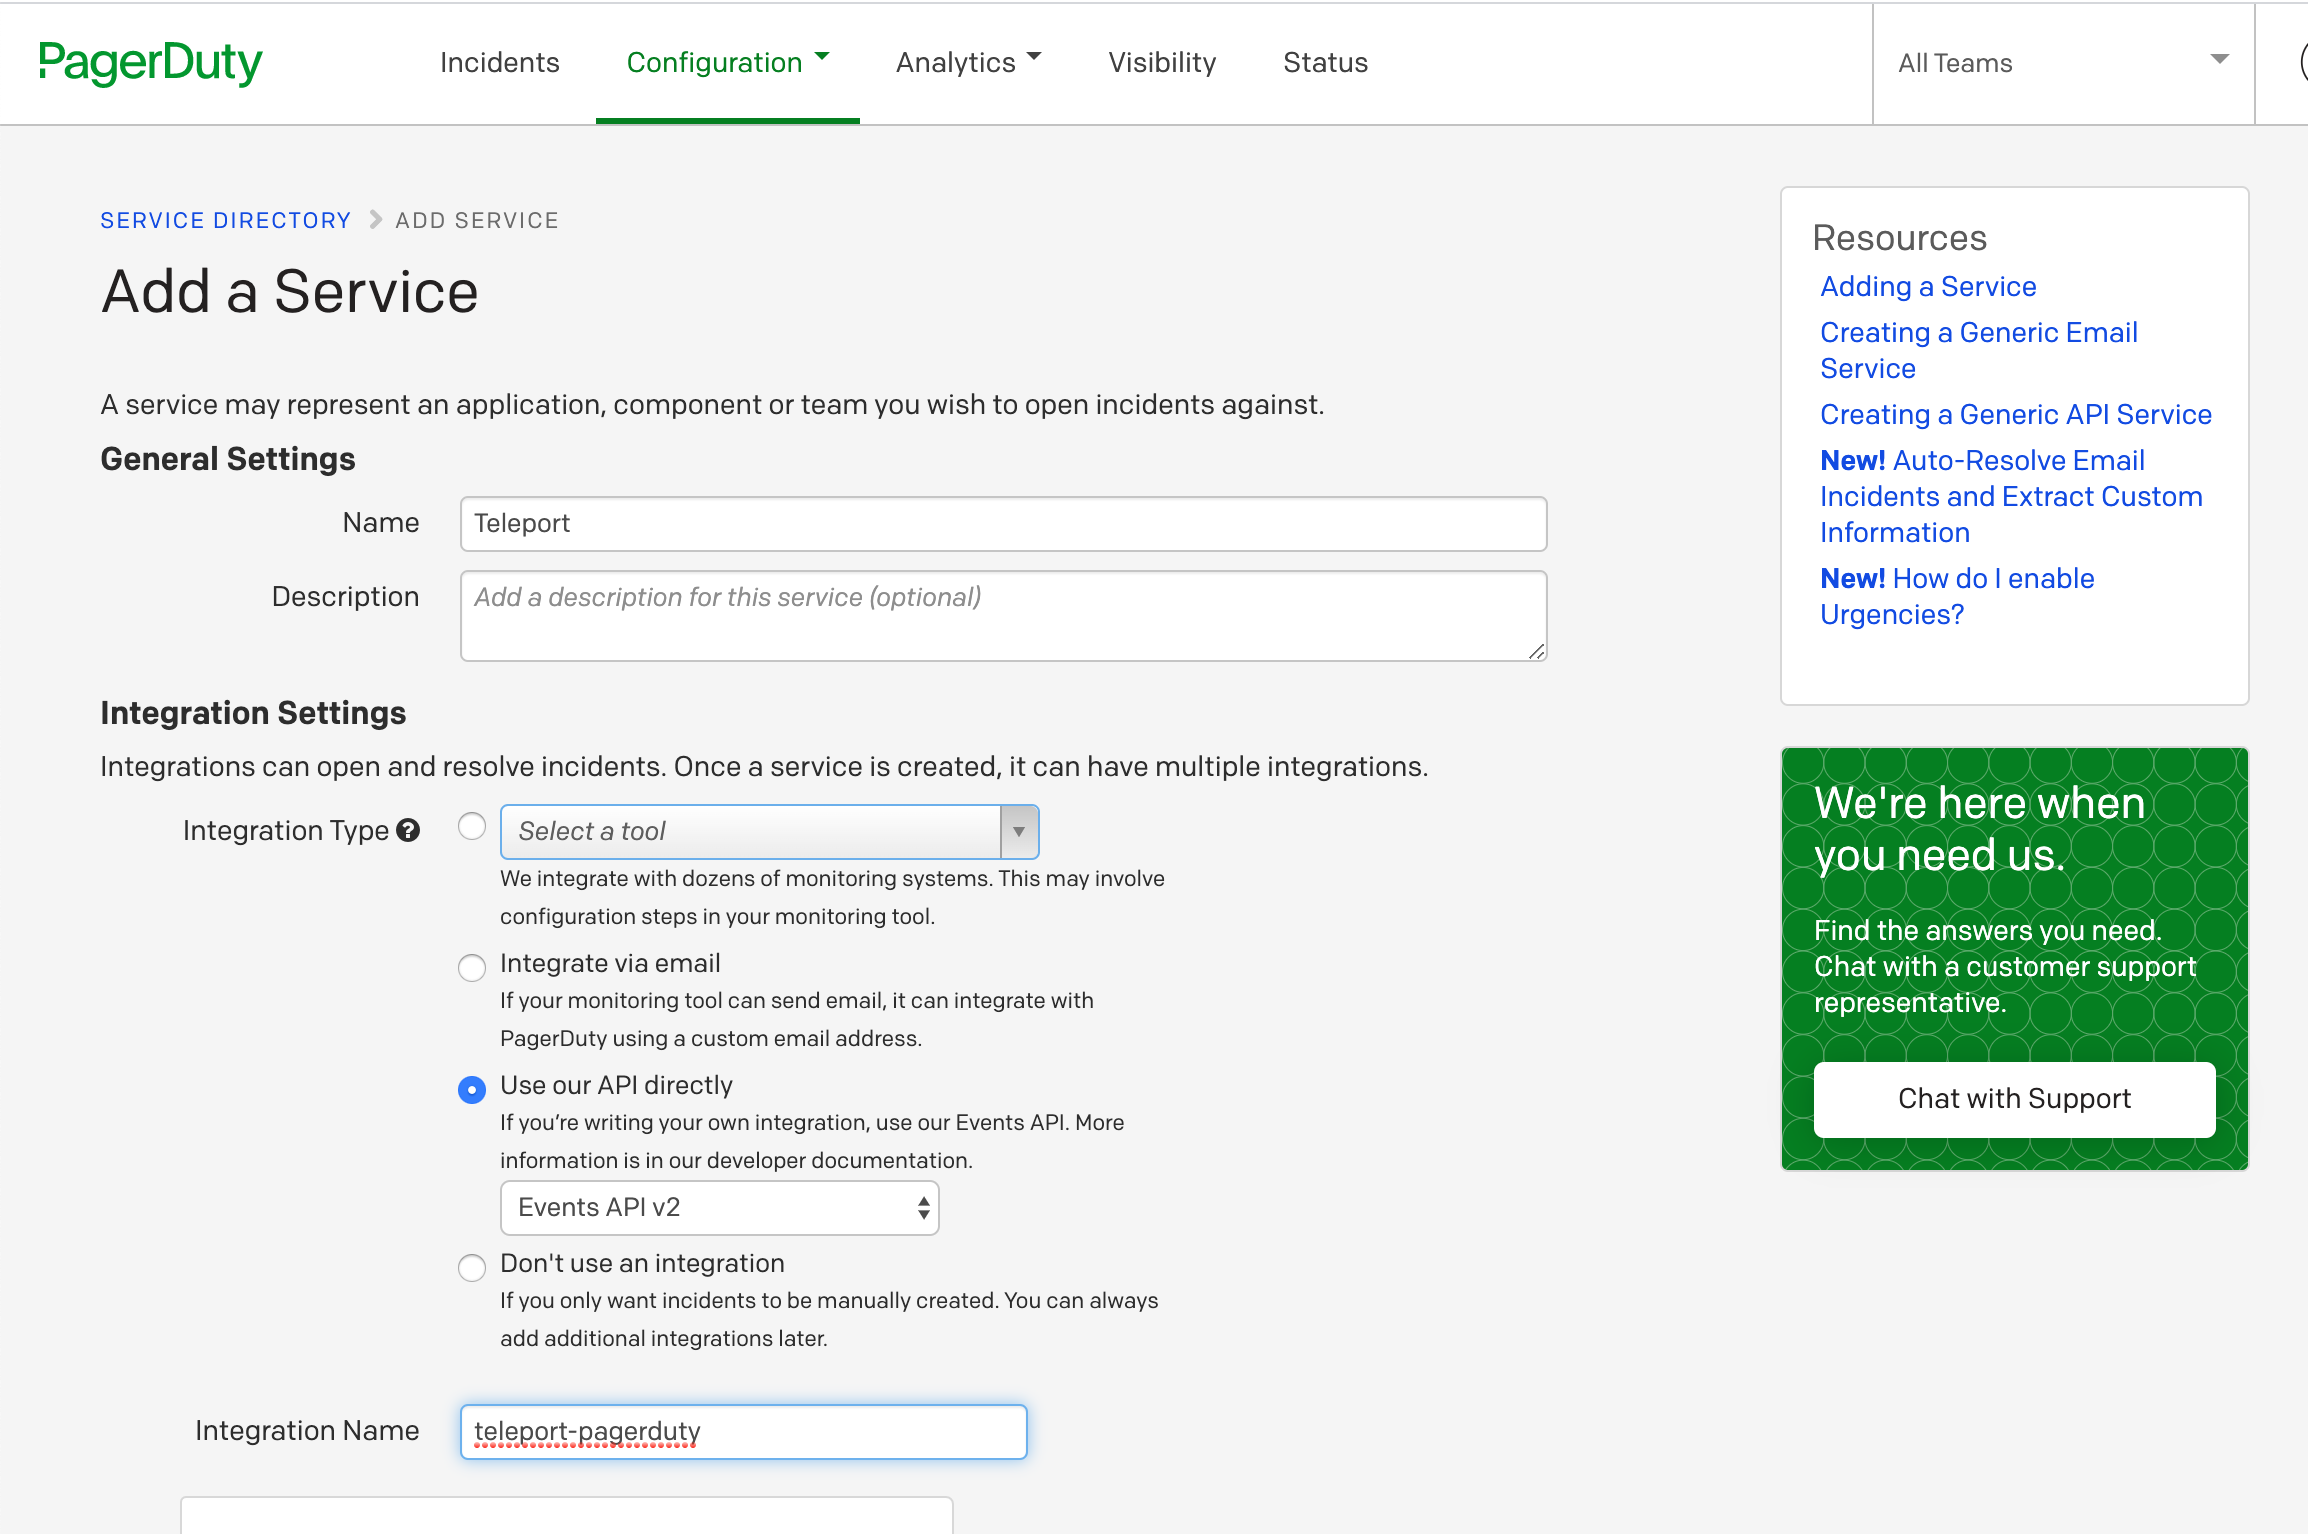 PagerDuty
Incidents
Configuration
Analytics
Visibility
Status
All Teams
SERVICE DIRECTORY
ADD SERVICE
Add a Service
A service may represent an application, component or team you wish to open incidents against.
General Settings
Name
Teleport
Description
Add a description for this service (optional)
Integration Settings
Integrations can open and resolve incidents. Once a service is created, it can have multiple integrations.
Integration Type
Select a tool
We integrate with dozens of monitoring systems. This may involve
configuration steps in your monitoring tool.
Integrate via email
If your monitoring tool can send email, it can integrate with
PagerDuty using a custom email address.
Use our API directly
If you’re writing your own integration, use our Events API. More
information is in our developer documentation.
Events API v2
Don't use an integration
If you only want incidents to be manually created. You can always
add additional integrations later.
Integration Name
teleport-pagerduty
Resources
Adding a Service
Creating a Generic Email
Service
Creating a Generic API Service
New! Auto-Resolve Email
Incidents and Extract Custom
Information
New! How do I enable
Urgencies?
We're here when
you need us.
Find the answers you need.
Chat with a customer support
representative.
Chat with Support